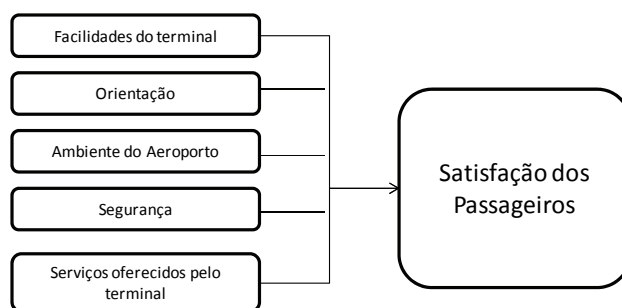 Facilidades do terminal
Orientação
Ambiente do Aeroporto
Segurança
Serviços oferecidos pelo
terminal
Satisfação dos
Passageiros